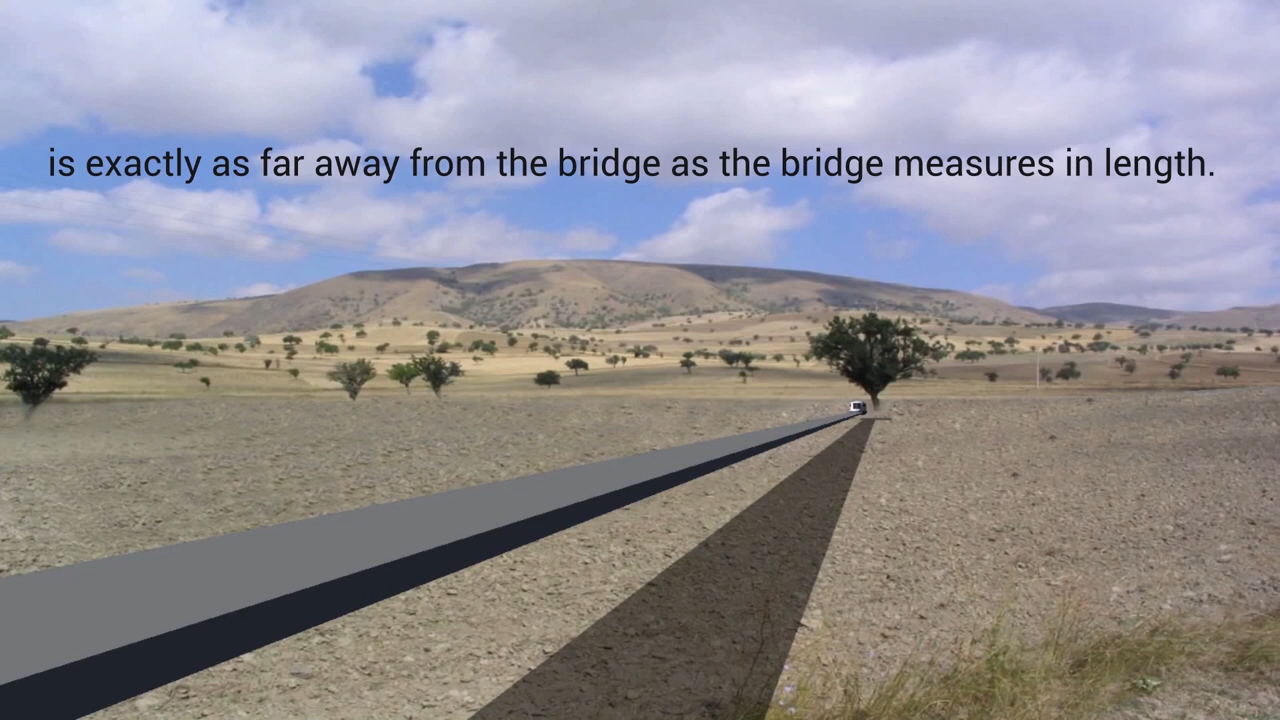 is exactly as far away from the bridge as the bridge measures in length.